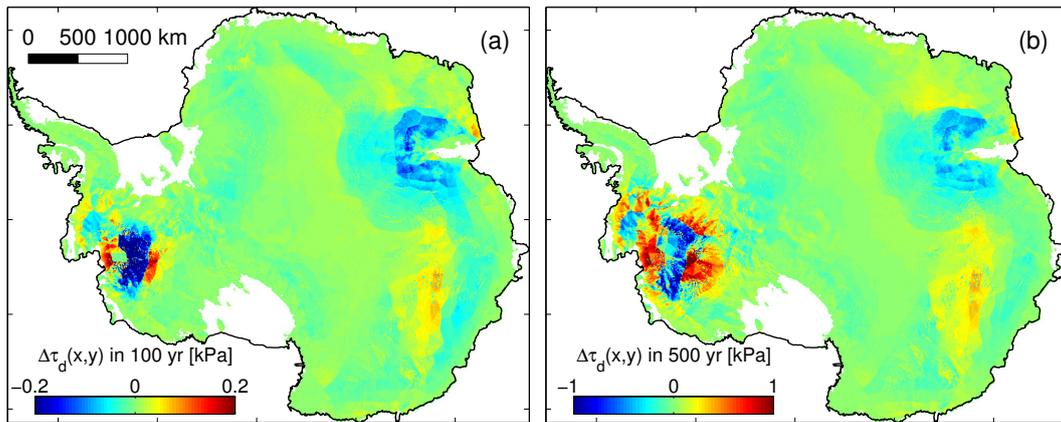 0 500 1000 km
(a)
Δτd(x,y) in 100 yr [kPa]
−0.2 0 0.2
(b)
Δτd(x,y) in 500 yr [kPa]
−1 0 1